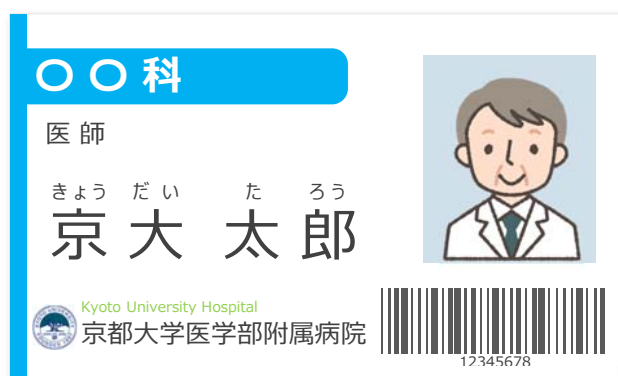 〇〇科
医師
きょう だい た ろう
京大 太郎
Kyoto University Hospital
京都大学医学部附属病院
12345678